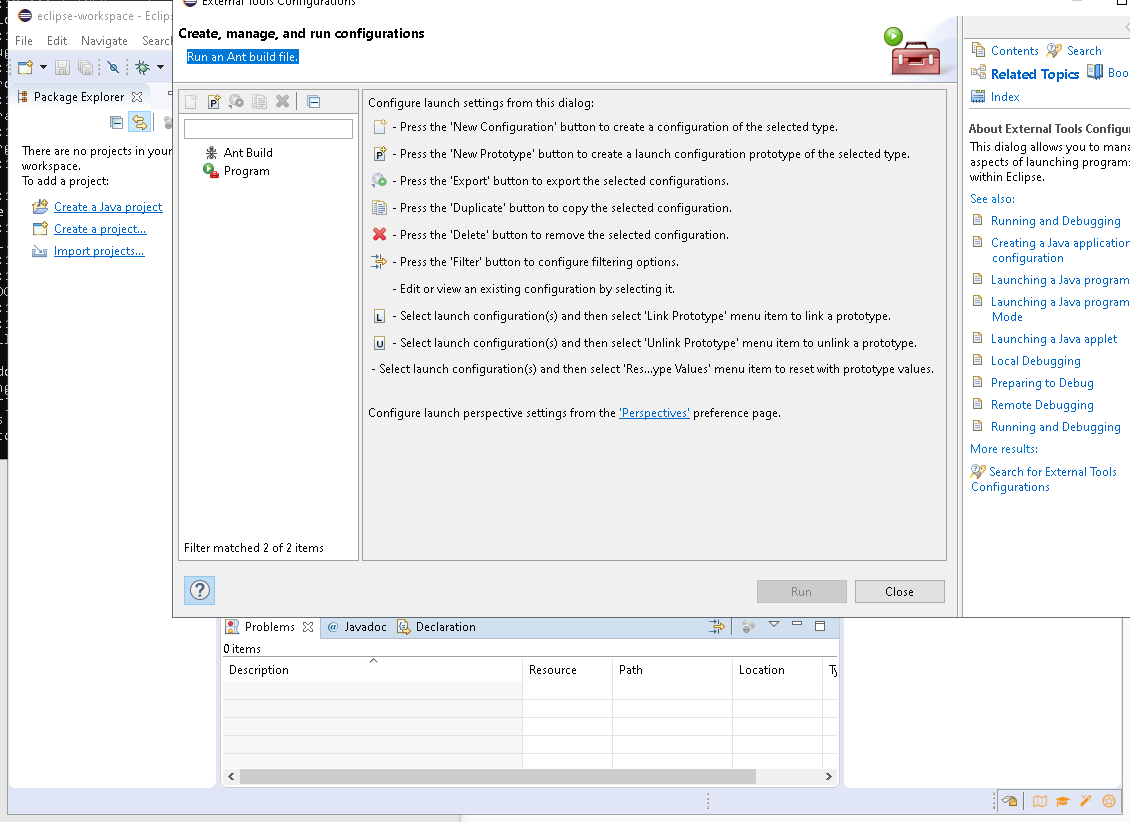 eclipse-workspace - Eclips
External Tools Configurations
File Edit Navigate Search
Create, manage, and run configurations
Run an Ant build file.
Package Explorer
There are no projects in your
workspace.
To add a project:
Create a Java project
Create a project...
Import projects...
Ant Build
Program
Filter matched 2 of 2 items
Configure launch settings from this dialog:
- Press the 'New Configuration' button to create a configuration of the selected type.
P - Press the 'New Prototype' button to create a launch configuration prototype of the selected type.
- Press the 'Export' button to export the selected configurations.
- Press the 'Duplicate' button to copy the selected configuration.
- Press the 'Delete' button to remove the selected configuration.
- Press the 'Filter' button to configure filtering options.
- Edit or view an existing configuration by selecting it.
L - Select launch configuration(s) and then select 'Link Prototype' menu item to link a prototype.
U - Select launch configuration(s) and then select 'Unlink Prototype' menu item to unlink a prototype.
- Select launch configuration(s) and then select 'Res...ype Values' menu item to reset with prototype values.
Configure launch perspective settings from the 'Perspectives' preference page.
? Run Close
Contents Search
Related Topics Boo
Index
About External Tools Configu
This dialog allows you to mana
aspects of launching program:
within Eclipse.
See also:
Running and Debugging
Creating a Java application
configuration
Launching a Java program
Launching a Java program
Mode
Launching a Java applet
Local Debugging
Preparing to Debug
Remote Debugging
Running and Debugging
More results:
Search for External Tools
Configurations
Problems @ Javadoc Declaration
0 items
Description Resource Path Location Ty